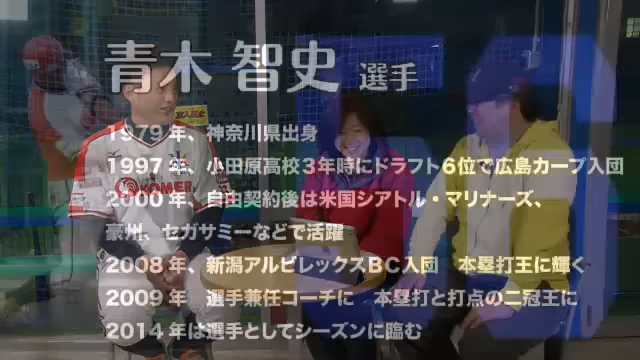 青木 智史 選手
1979年、神奈川県出身
1997年、小田原高校3年時にドラフト6位で広島カープ入団
2000年、自由契約後は米国シアトル・マリナーズ、
豪州、セガサミーなどで活躍
2008年、新潟アルビレックスBC入団 本塁打王に輝く
2009年 選手兼任コーチに 本塁打と打点の二冠王に
2014年は選手としてシーズンに臨む
KOMERI